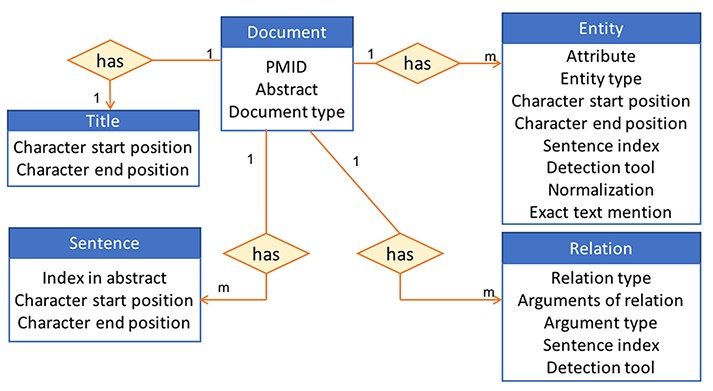 Document
PMID
Abstract
Document type
1
has
1
Title
Character start position
Character end position
1
has
m
Entity
Attribute
Entity type
Character start position
Character end position
Sentence index
Detection tool
Normalization
Exact text mention
1
has
m
Sentence
Index in abstract
Character start position
Character end position
1
has
m
Relation
Relation type
Arguments of relation
Argument type
Sentence index
Detection tool